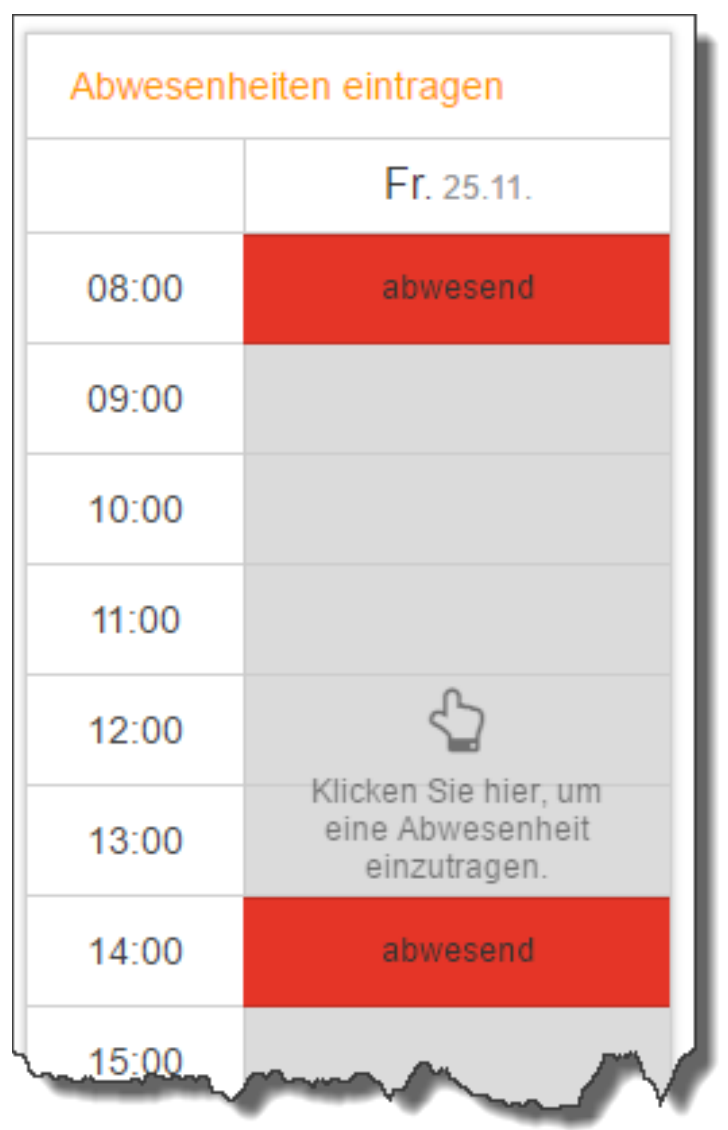 Abwesenheiten eintragen
Fr. 25.11.
08:00 abwesend
09:00
10:00
11:00
12:00
Klicken Sie hier, um
13:00 eine Abwesenheit
einzutragen.
14:00 abwesend
15:00